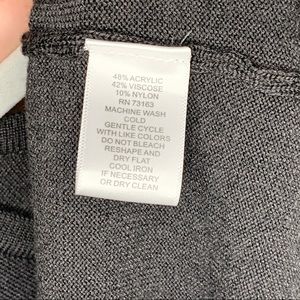 48% ACRYLIC
42% VISCOSE
10% NYLON
RN 73163
MACHINE WASH
COLD
GENTLE CYCLE
WITH LIKE COLORS
DO NOT BLEACH
RESHAPE AND
DRY FLAT
COOL IRON
IF NECESSARY
OR DRY CLEAN